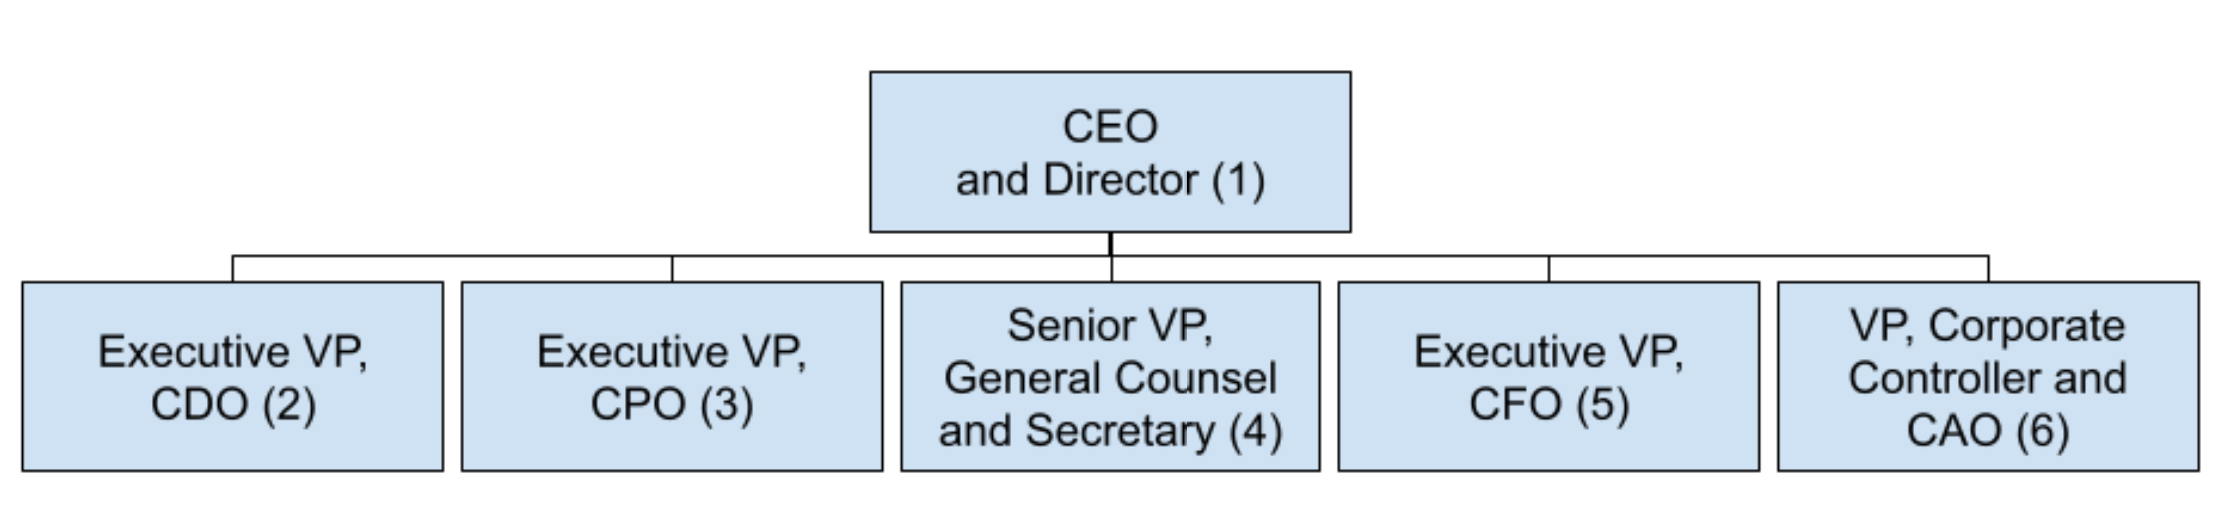 CEO
and Director (1)
Executive VP,
CDO (2)
Executive VP,
CPO (3)
Senior VP,
General Counsel
and Secretary (4)
Executive VP,
CFO (5)
VP, Corporate
Controller and
CAO (6)